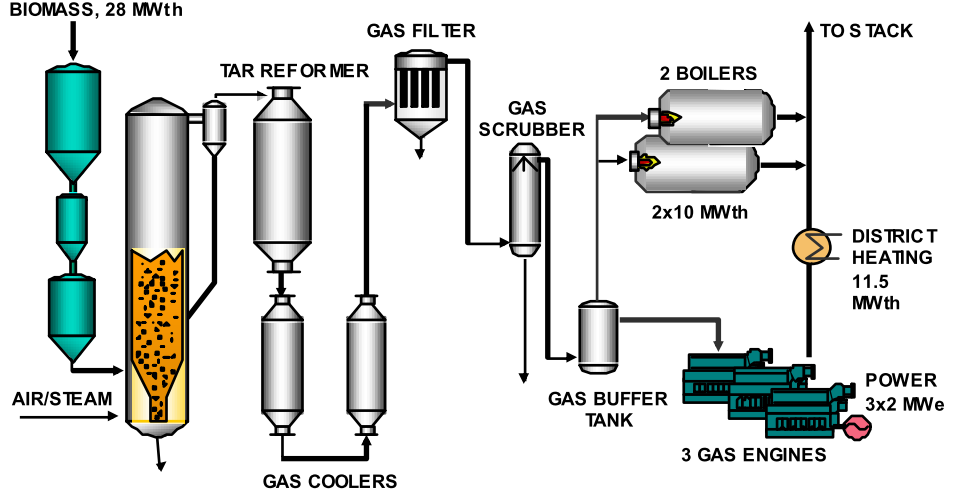 BIOMASS, 28 MWth
GAS FILTER
TO STACK
TAR REFORMER
2 BOILERS
GAS
SCRUBBER
2x10 MWth
DISTRICT
HEATING
11.5
MWth
AIR/STEAM
GAS BUFFER
TANK
POWER
3x2 MWe
3 GAS ENGINES
GAS COOLERS